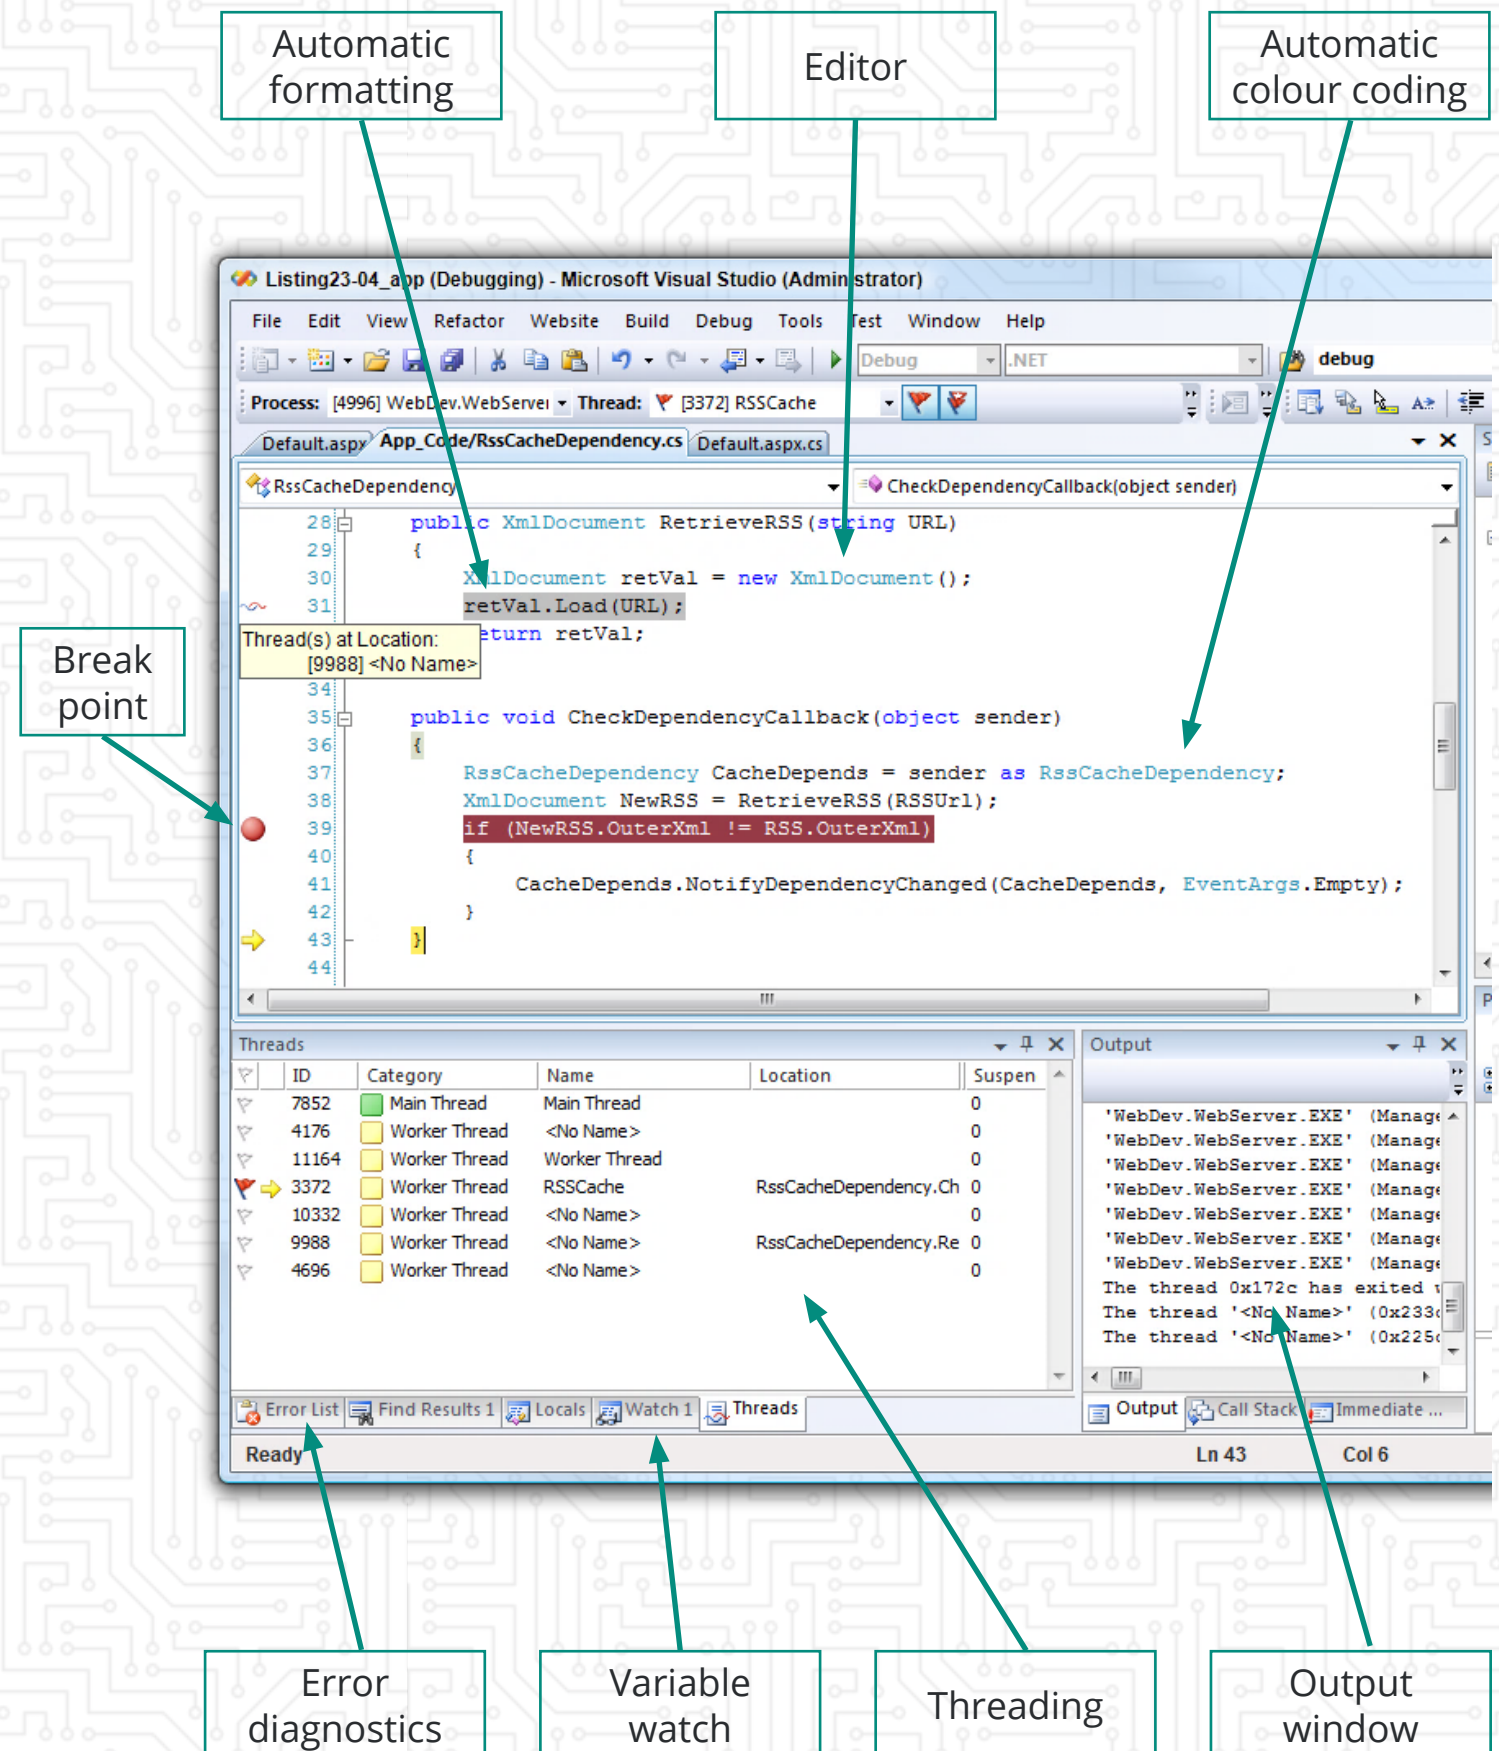 Automatic
formatting
Editor
Automatic
colour coding
Listing23-04_app (Debugging) - Microsoft Visual Studio (Administrator)
File Edit View Refactor Website Build Debug Tools Test Window Help
Debug .NET debug
Process: [4996] WebDev.WebServer Thread: [3372] RSSCache
Default.aspx App_Code/RssCacheDependency.cs Default.aspx.cs
RssCacheDependency CheckDependencyCallback(object sender)
28 public XmlDocument RetrieveRSS(string URL)
29 {
30 XmlDocument retVal = new XmlDocument();
31 retVal.Load(URL);
return retVal;
Thread(s) at Location:
[9988] <No Name>
Break
point
34
35 public void CheckDependencyCallback(object sender)
36 {
37 RssCacheDependency CacheDepends = sender as RssCacheDependency;
38 XmlDocument NewRSS = RetrieveRSS(RSSUrl);
39 if (NewRSS.OuterXml != RSS.OuterXml)
40 {
41 CacheDepends.NotifyDependencyChanged(CacheDepends, EventArgs.Empty);
42 }
43 }
44
Threads
ID Category Name Location Suspen
7852 Main Thread Main Thread 0
4176 Worker Thread <No Name> 0
11164 Worker Thread Worker Thread 0
3372 Worker Thread RSSCache RssCacheDependency.Ch 0
10332 Worker Thread <No Name> 0
9988 Worker Thread <No Name> RssCacheDependency.Re 0
4696 Worker Thread <No Name> 0
Output
'WebDev.WebServer.EXE' (Manage
'WebDev.WebServer.EXE' (Manage
'WebDev.WebServer.EXE' (Manage
'WebDev.WebServer.EXE' (Manage
'WebDev.WebServer.EXE' (Manage
'WebDev.WebServer.EXE' (Manage
'WebDev.WebServer.EXE' (Manage
The thread 0x172c has exited
The thread '<No Name>' (0x233
The thread '<No Name>' (0x225
Error List Find Results 1 Locals Watch 1 Threads
Output Call Stack Immediate ...
Ready Ln 43 Col 6
Error
diagnostics
Variable
watch
Threading
Output
window